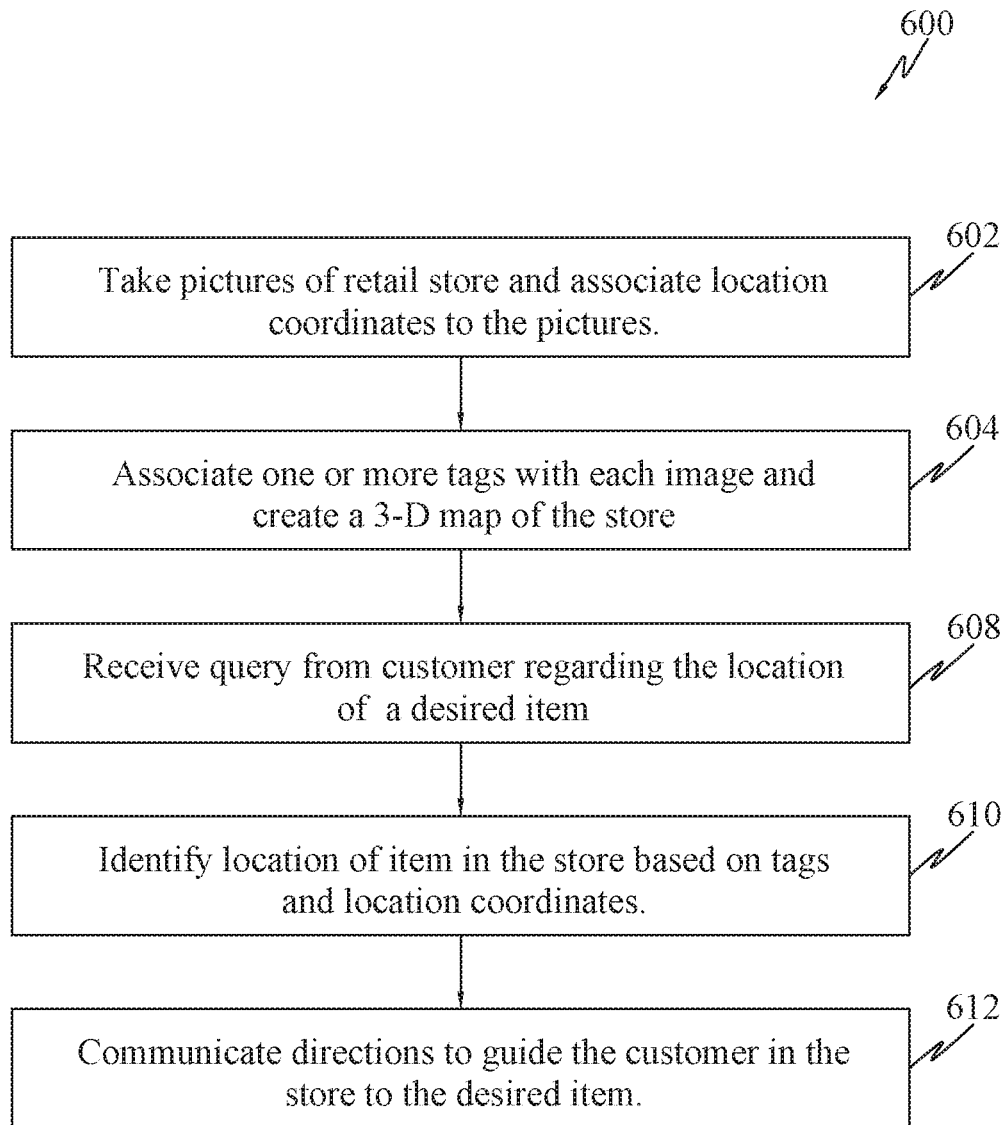 600
602
Take pictures of retail store and associate location
coordinates to the pictures.
604
Associate one or more tags with each image and
create a 3-D map of the store
608
Receive query from customer regarding the location
of a desired item
610
Identify location of item in the store based on tags
and location coordinates.
612
Communicate directions to guide the customer in the
store to the desired item.